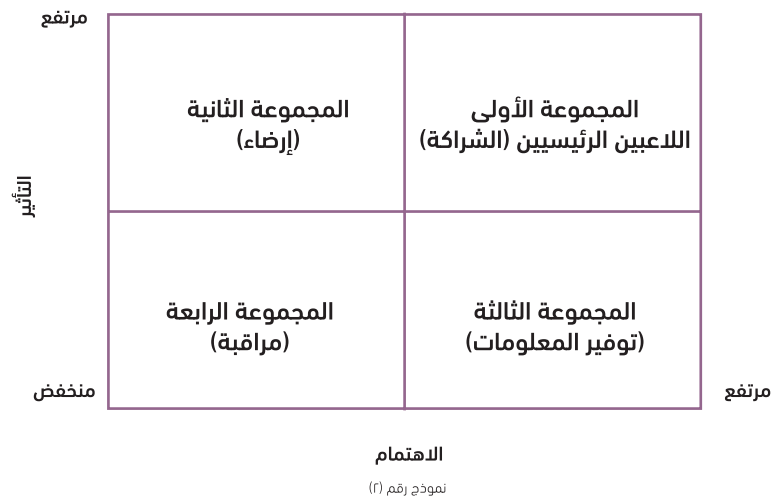 مرتفع
المجموعة الأولى
اللاعبين الرئيسيين (الشراكة)
المجموعة الثانية
(إرضاء)
التأثير
المجموعة الثالثة
(توفير المعلومات)
المجموعة الرابعة
(مراقبة)
مرتفع
منخفض
الاهتمام
نموذج رقم (٢)